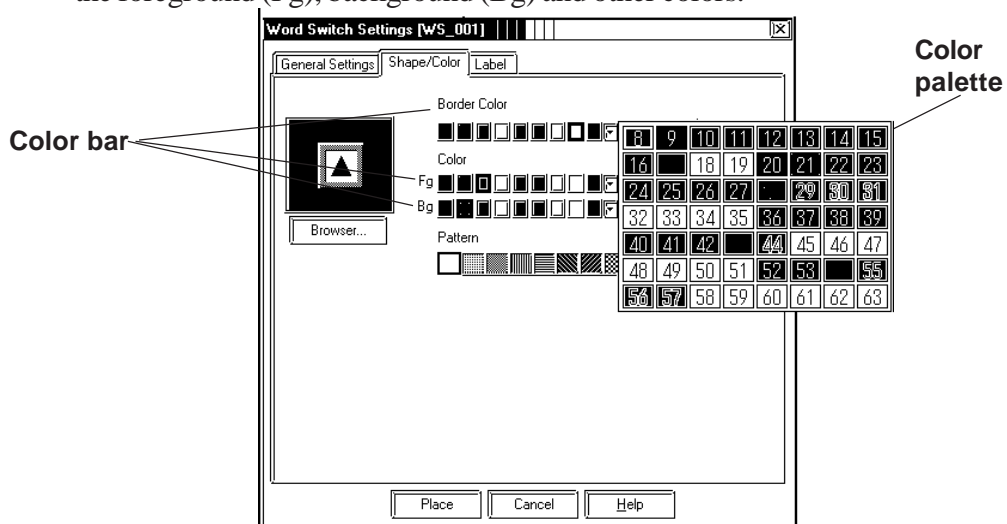 the foreground (Fg), background (Bg) and other colors.
Word Switch Settings [WS_001]
General Settings Shape/Color Label
Color palette
Border Color
Color bar
Color
Fg
Bg
Browser...
Pattern
8 9 10 11 12 13 14 15
16 18 19 20 21 22 23
24 25 26 27 29 30 31
32 33 34 35 36 37 38 39
40 41 42 44 45 46 47
48 49 50 51 52 53 55
56 57 58 59 60 61 62 63
Place Cancel Help